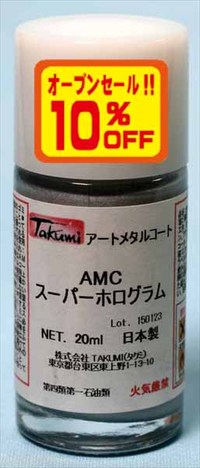 オープンセール!!
10%
OFF
Takumi アートメタルコート
AMC
スーパーホログラム
Lot. 150123
NET. 20ml 日本製
株式会社 TAKUMI(タクミ)
東京都台東区東上野1-13-10
第四類第一石油類 火気厳禁